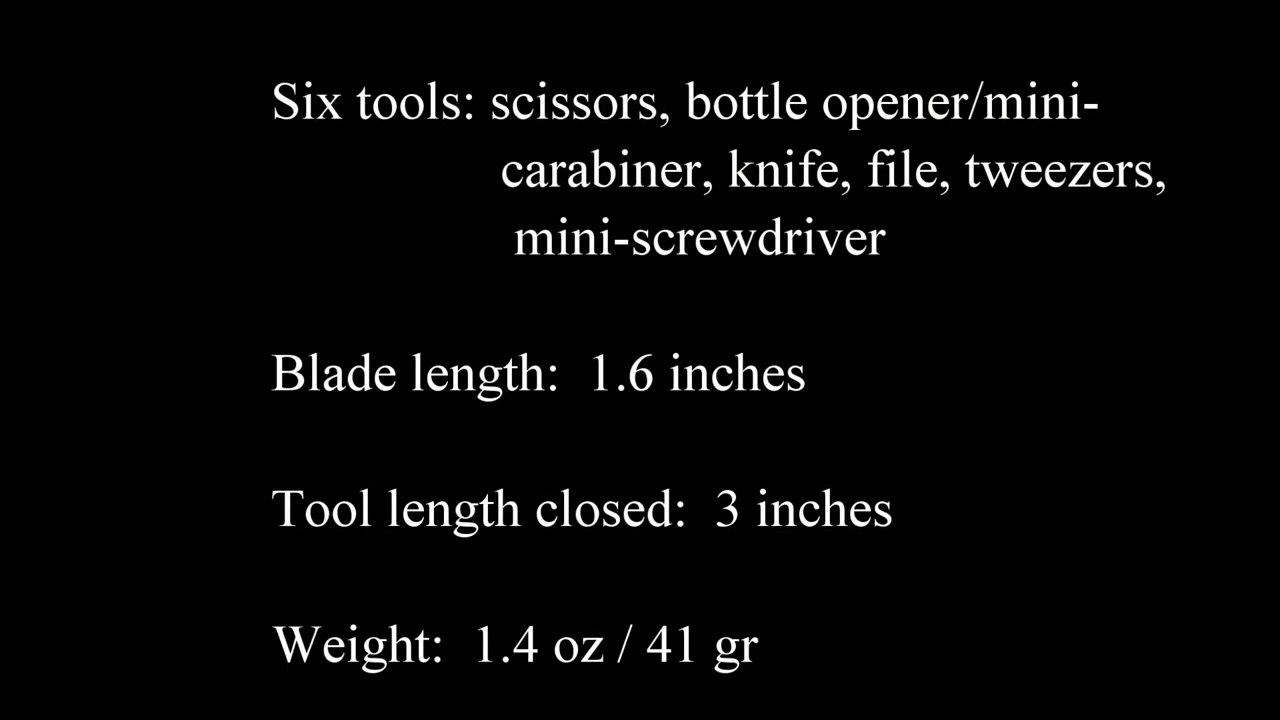 Six tools: scissors, bottle opener/mini-
carabiner, knife, file, tweezers,
mini-screwdriver
Blade length:  1.6 inches
Tool length closed:  3 inches
Weight:  1.4 oz / 41 gr